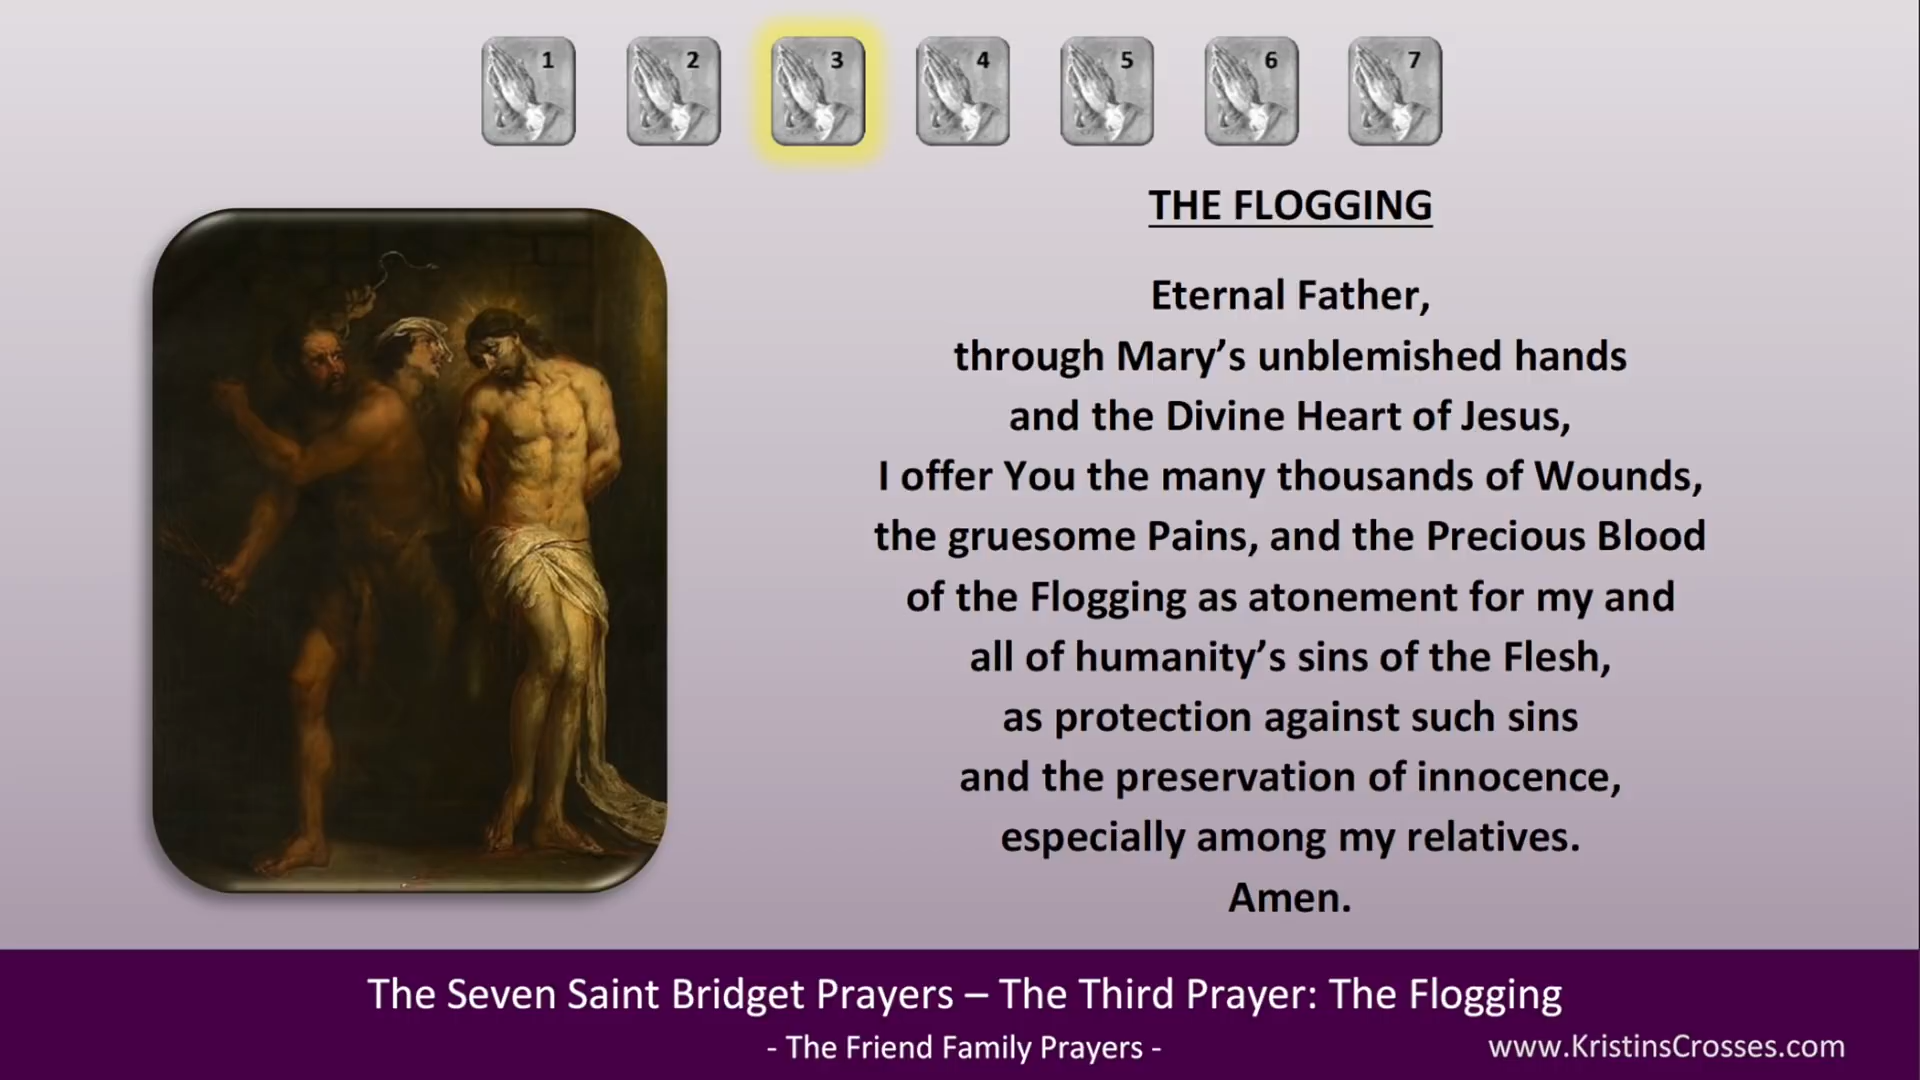 1 2 3 4 5 6 7
THE FLOGGING
Eternal Father,
through Mary’s unblemished hands
and the Divine Heart of Jesus,
I offer You the many thousands of Wounds,
the gruesome Pains, and the Precious Blood
of the Flogging as atonement for my and
all of humanity’s sins of the Flesh,
as protection against such sins
and the preservation of innocence,
especially among my relatives.
Amen.
The Seven Saint Bridget Prayers – The Third Prayer: The Flogging
- The Friend Family Prayers -
www.KristinsCrosses.com